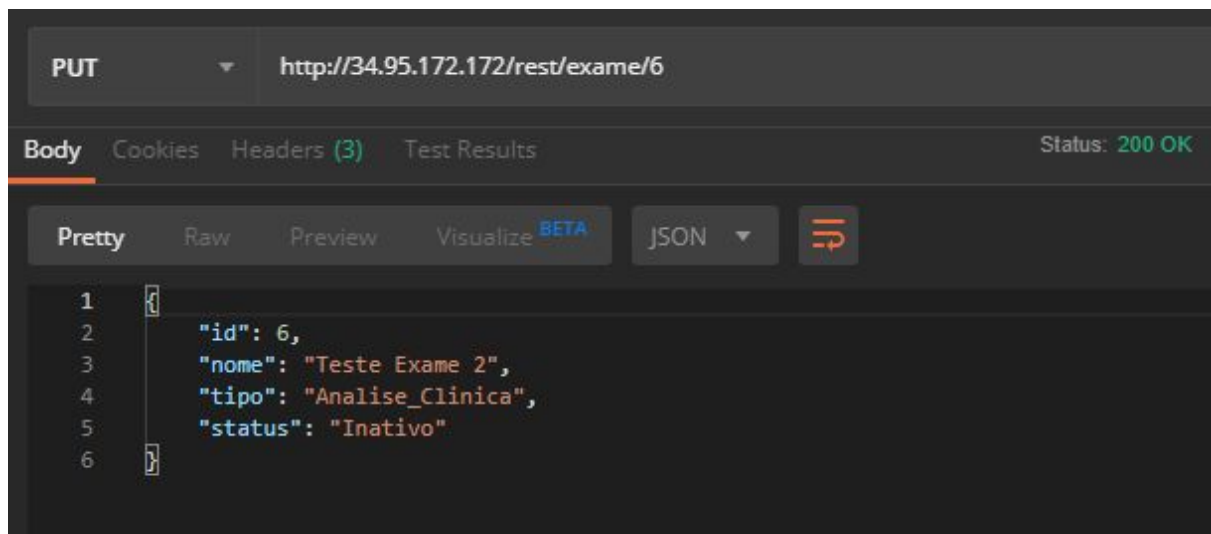 PUT http://34.95.172.172/rest/exame/6
Body Cookies Headers (3) Test Results Status: 200 OK
Pretty Raw Preview Visualize BETA JSON
1 {
2 "id": 6,
3 "nome": "Teste Exame 2",
4 "tipo": "Analise_Clinica",
5 "status": "Inativo"
6 }